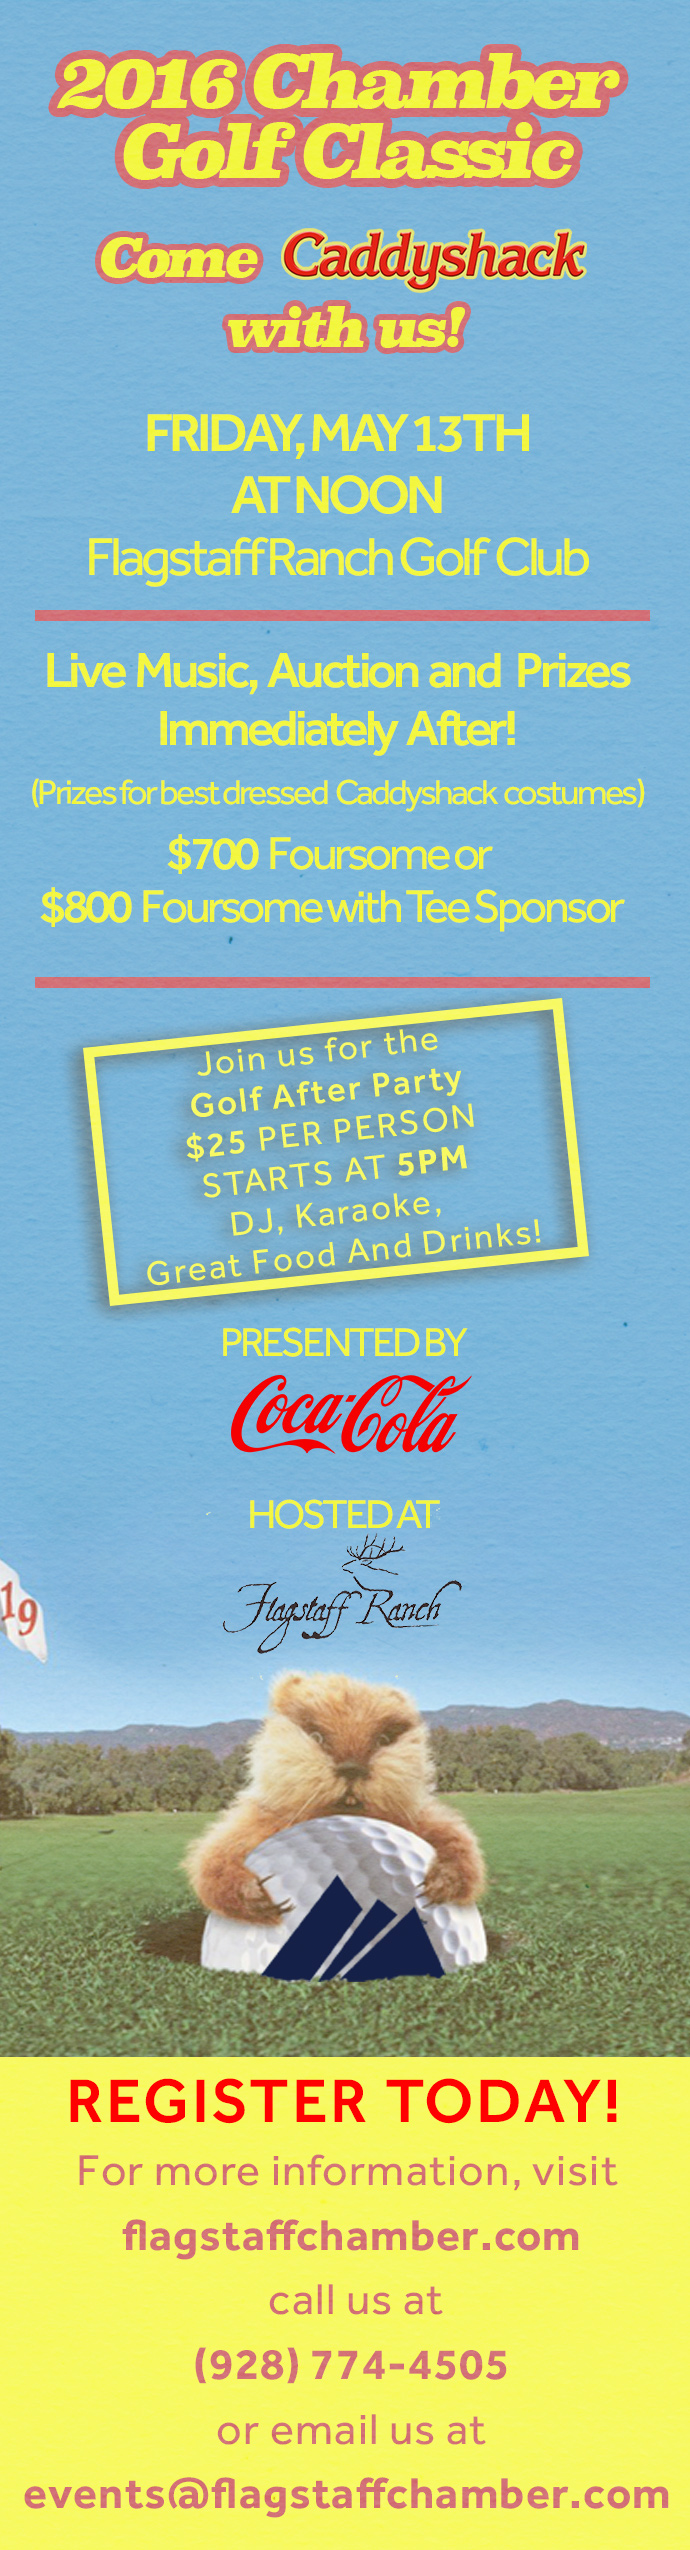 2016 Chamber
Golf Classic
Come Caddyshack
with us!
FRIDAY, MAY 13TH
AT NOON
Flagstaff Ranch Golf Club
Live Music, Auction and Prizes
Immediately After!
(Prizes for best dressed Caddyshack costumes)
$700 Foursome or
$800 Foursome with Tee Sponsor
Join us for the
Golf After Party
$25 PER PERSON
STARTS AT 5PM
DJ, Karaoke,
Great Food And Drinks!
PRESENTED BY
Coca-Cola
HOSTED AT
Flagstaff Ranch
19
REGISTER TODAY!
For more information, visit
flagstaffchamber.com
call us at
(928) 774-4505
or email us at
events@flagstaffchamber.com